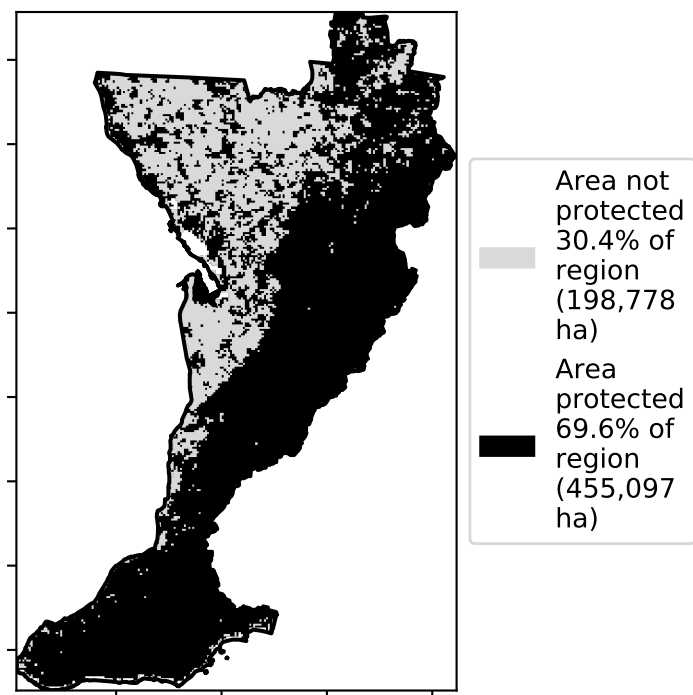 Area not
protected
30.4% of
region
(198,778
ha)
Area
protected
69.6% of
region
(455,097
ha)